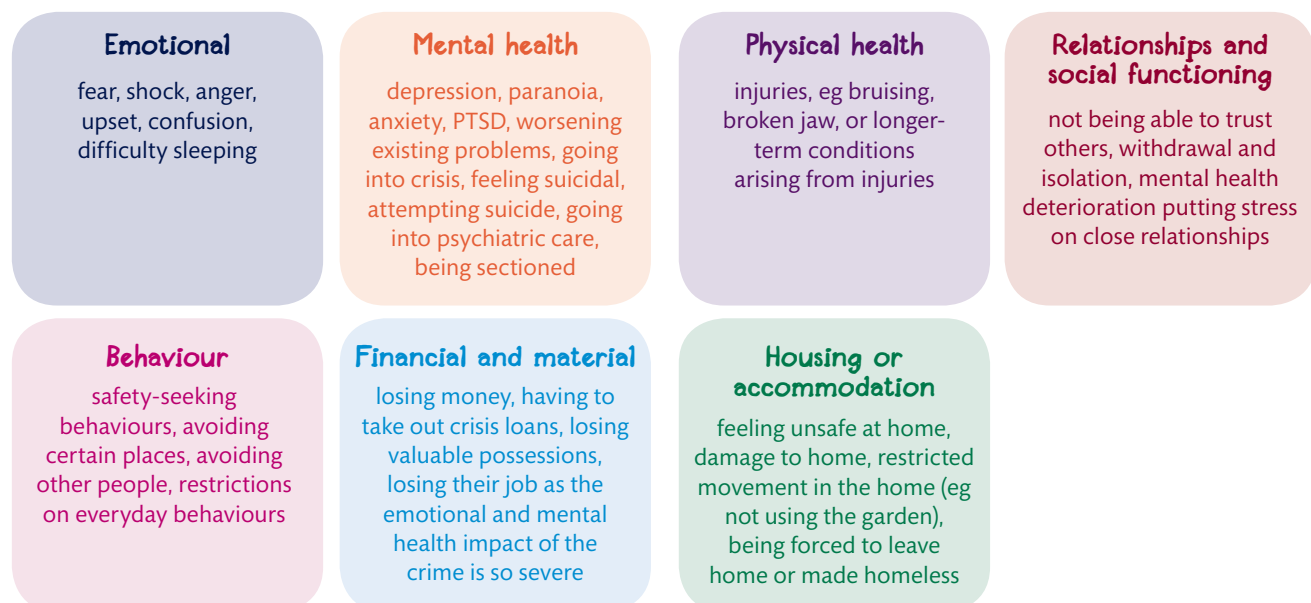 Emotional
fear, shock, anger,
upset, confusion,
difficulty sleeping
Mental health
depression, paranoia,
anxiety, PTSD, worsening
existing problems, going
into crisis, feeling suicidal,
attempting suicide, going
into psychiatric care,
being sectioned
Physical health
injuries, eg bruising,
broken jaw, or longer-
term conditions
arising from injuries
Relationships and
social functioning
not being able to trust
others, withdrawal and
isolation, mental health
deterioration putting stress
on close relationships
Behaviour
safety-seeking
behaviours, avoiding
certain places, avoiding
other people, restrictions
on everyday behaviours
Financial and material
losing money, having to
take out crisis loans, losing
valuable possessions,
losing their job as the
emotional and mental
health impact of the
crime is so severe
Housing or
accommodation
feeling unsafe at home,
damage to home, restricted
movement in the home (eg
not using the garden),
being forced to leave
home or made homeless